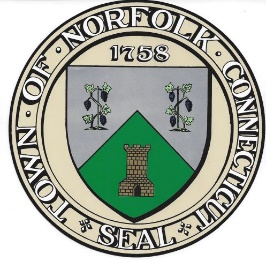 TOWN · OF · NORFOLK · CONNECTICUT
1758
SEAL